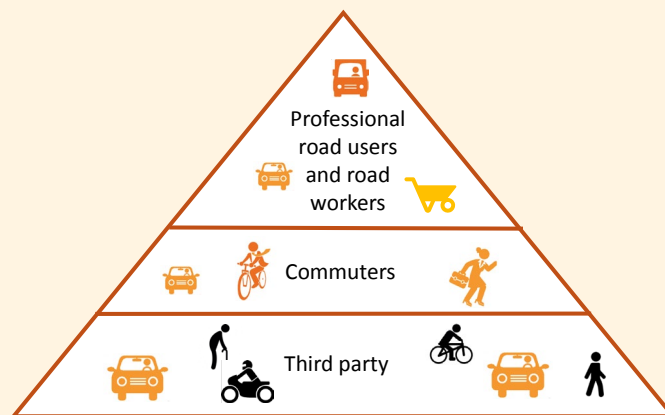 Professional
road users
and road
workers
Commuters
Third party